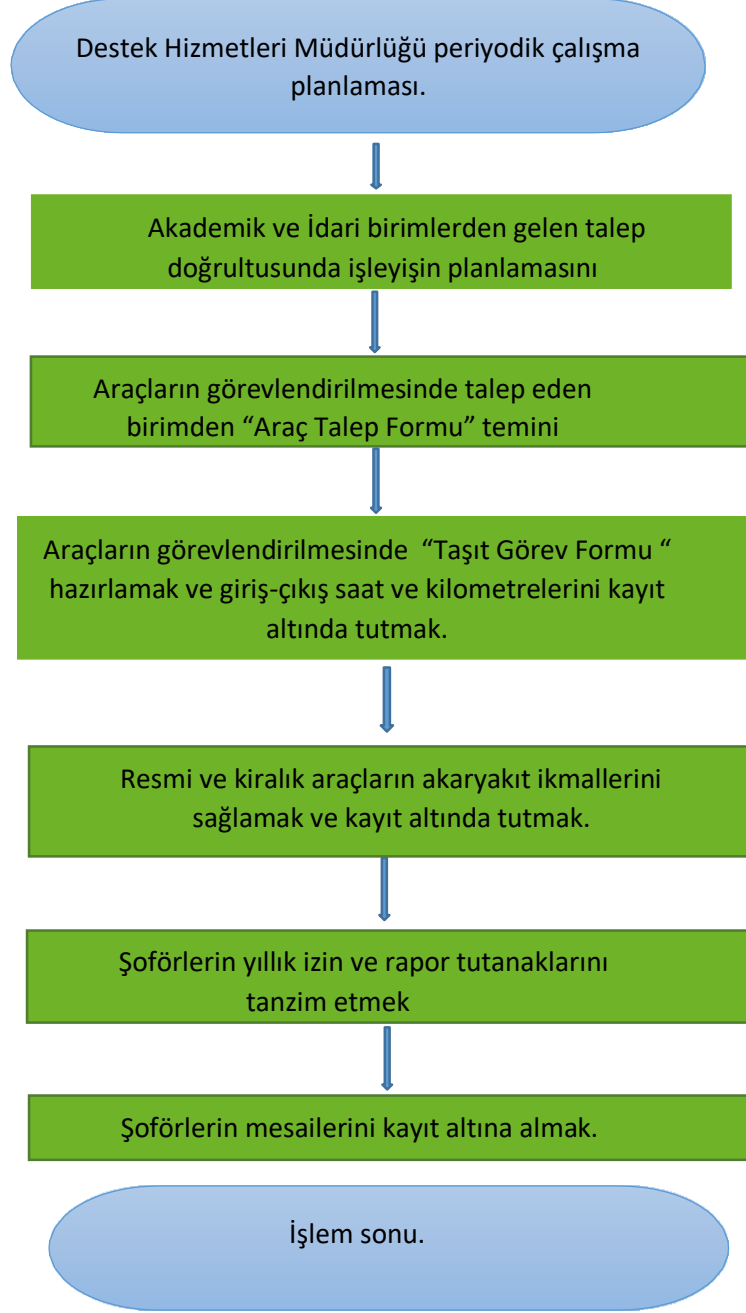 Destek Hizmetleri Müdürlüğü periyodik çalışma
planlaması.
Akademik ve İdari birimlerden gelen talep
doğrultusunda işleyişin planlamasını
Araçların görevlendirilmesinde talep eden
birimden “Araç Talep Formu” temini
Araçların görevlendirilmesinde “Taşıt Görev Formu “
hazırlamak ve giriş-çıkış saat ve kilometrelerini kayıt
altında tutmak.
Resmi ve kiralık araçların akaryakıt ikmallerini
sağlamak ve kayıt altında tutmak.
Şoförlerin yıllık izin ve rapor tutanaklarını
tanzim etmek
Şoförlerin mesailerini kayıt altına almak.
İşlem sonu.